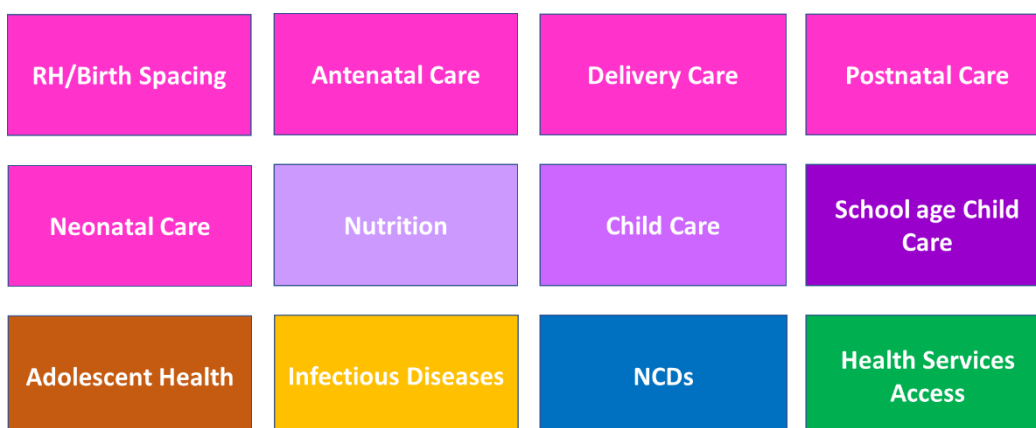 RH/Birth Spacing
Antenatal Care
Delivery Care
Postnatal Care
Neonatal Care
Nutrition
Child Care
School age Child
Care
Adolescent Health
Infectious Diseases
NCDs
Health Services
Access